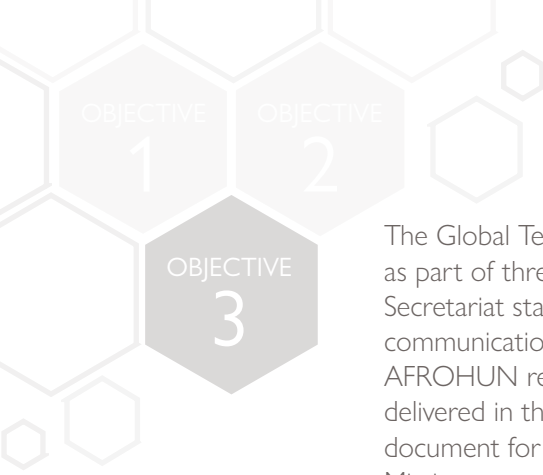 OBJECTIVE
1
OBJECTIVE
2
OBJECTIVE
3
The Global Te
as part of thre
Secretariat sta
communicatio
AFROHUN re
delivered in th
document for